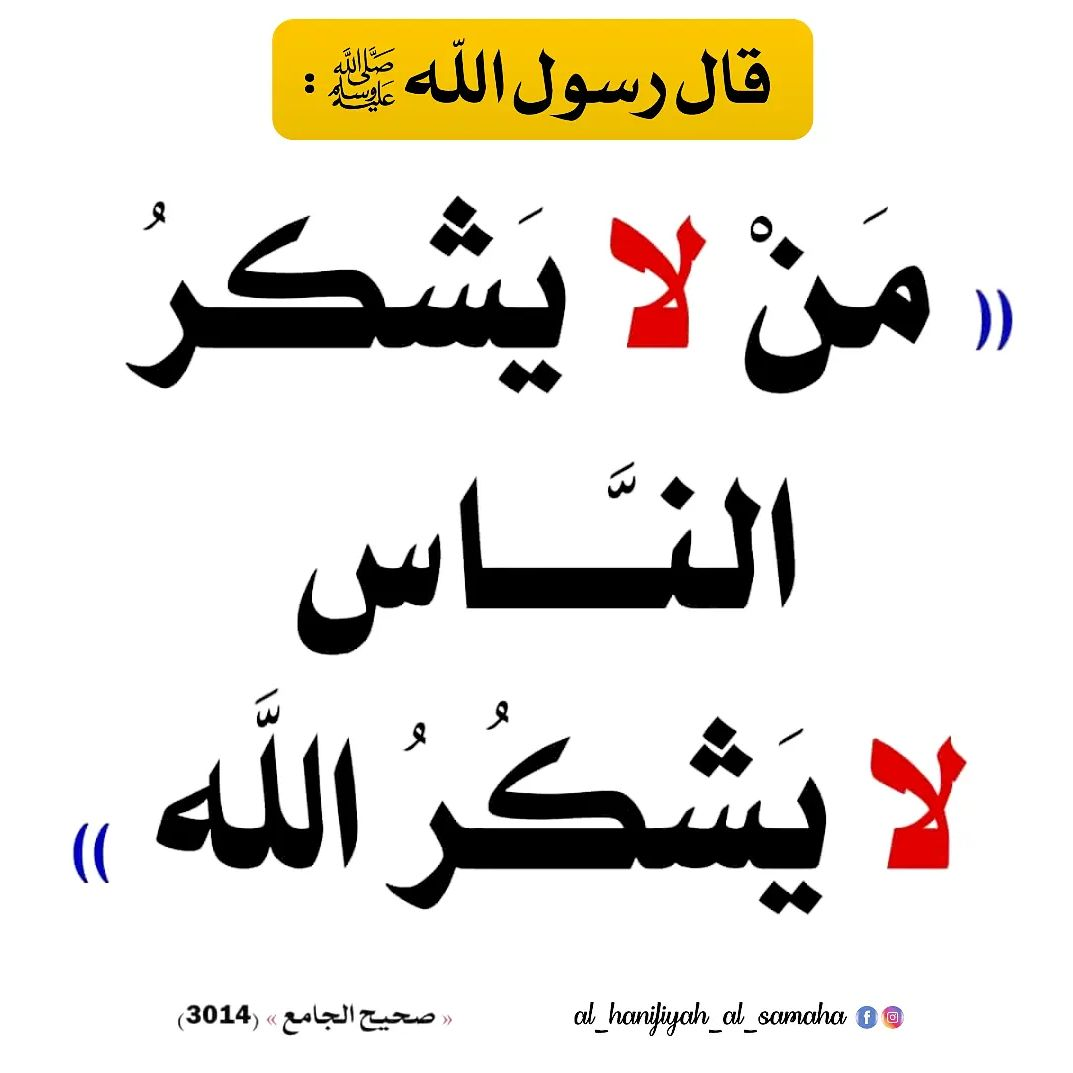 قال رسول الله ﷺ :
(( مَنْ لا يَشكرُ
النَّـــاس
لا يَشكُرُ اللَّه ))
« صحيح الجامع » (3014)
al_hanifiyah_al_samaha